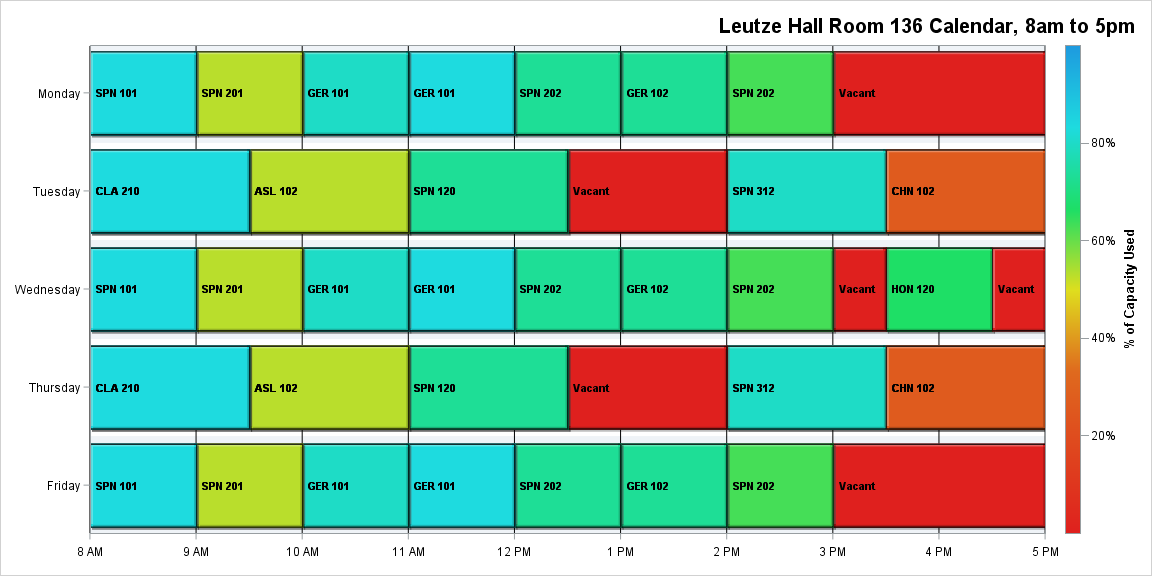 Leutze Hall Room 136 Calendar, 8am to 5pm
Monday
SPN 101
SPN 201
GER 101
GER 101
SPN 202
GER 102
SPN 202
Vacant
Tuesday
CLA 210
ASL 102
SPN 120
Vacant
SPN 312
CHN 102
Wednesday
SPN 101
SPN 201
GER 101
GER 101
SPN 202
GER 102
SPN 202
Vacant
HON 120
Vacant
Thursday
CLA 210
ASL 102
SPN 120
Vacant
SPN 312
CHN 102
Friday
SPN 101
SPN 201
GER 101
GER 101
SPN 202
GER 102
SPN 202
Vacant
8 AM
9 AM
10 AM
11 AM
12 PM
1 PM
2 PM
3 PM
4 PM
5 PM
80%
60%
40%
20%
% of Capacity Used